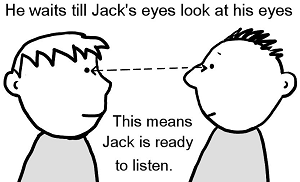 He waits till Jack's eyes look at his eyes
This means
Jack is ready
to listen.